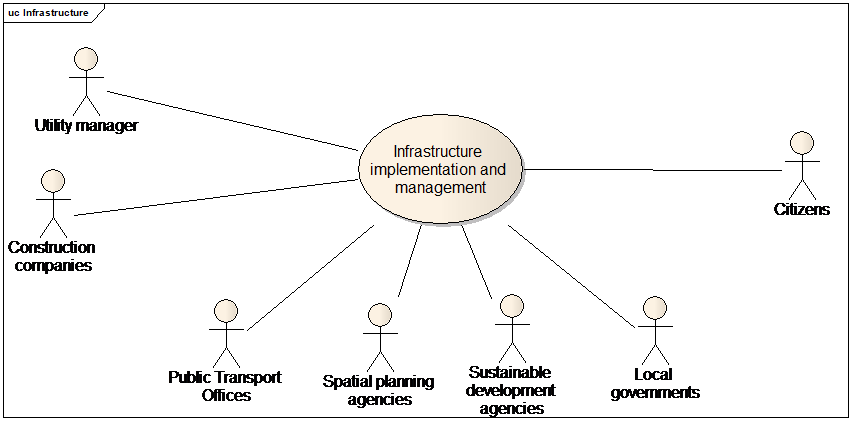 uc Infrastructure
Utility manager
Infrastructure
implementation and
management
Citizens
Construction
companies
Public Transport
Offices
Spatial planning
agencies
Sustainable
development
agencies
Local
governments